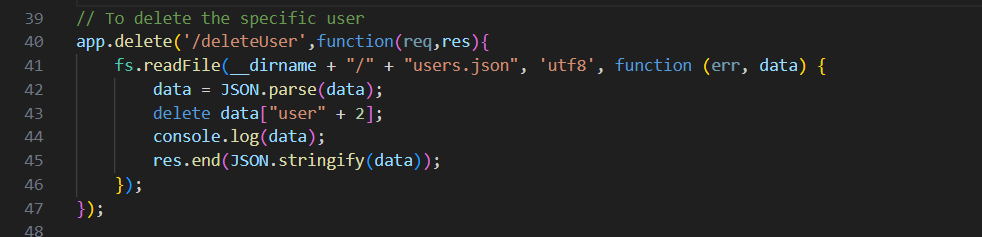 39 // To delete the specific user
40 app.delete('/deleteUser',function(req,res){
41     fs.readFile(__dirname + "/" + "users.json", 'utf8', function (err, data) {
42         data = JSON.parse(data);
43         delete data["user" + 2];
44         console.log(data);
45         res.end(JSON.stringify(data));
46     });
47 });
48